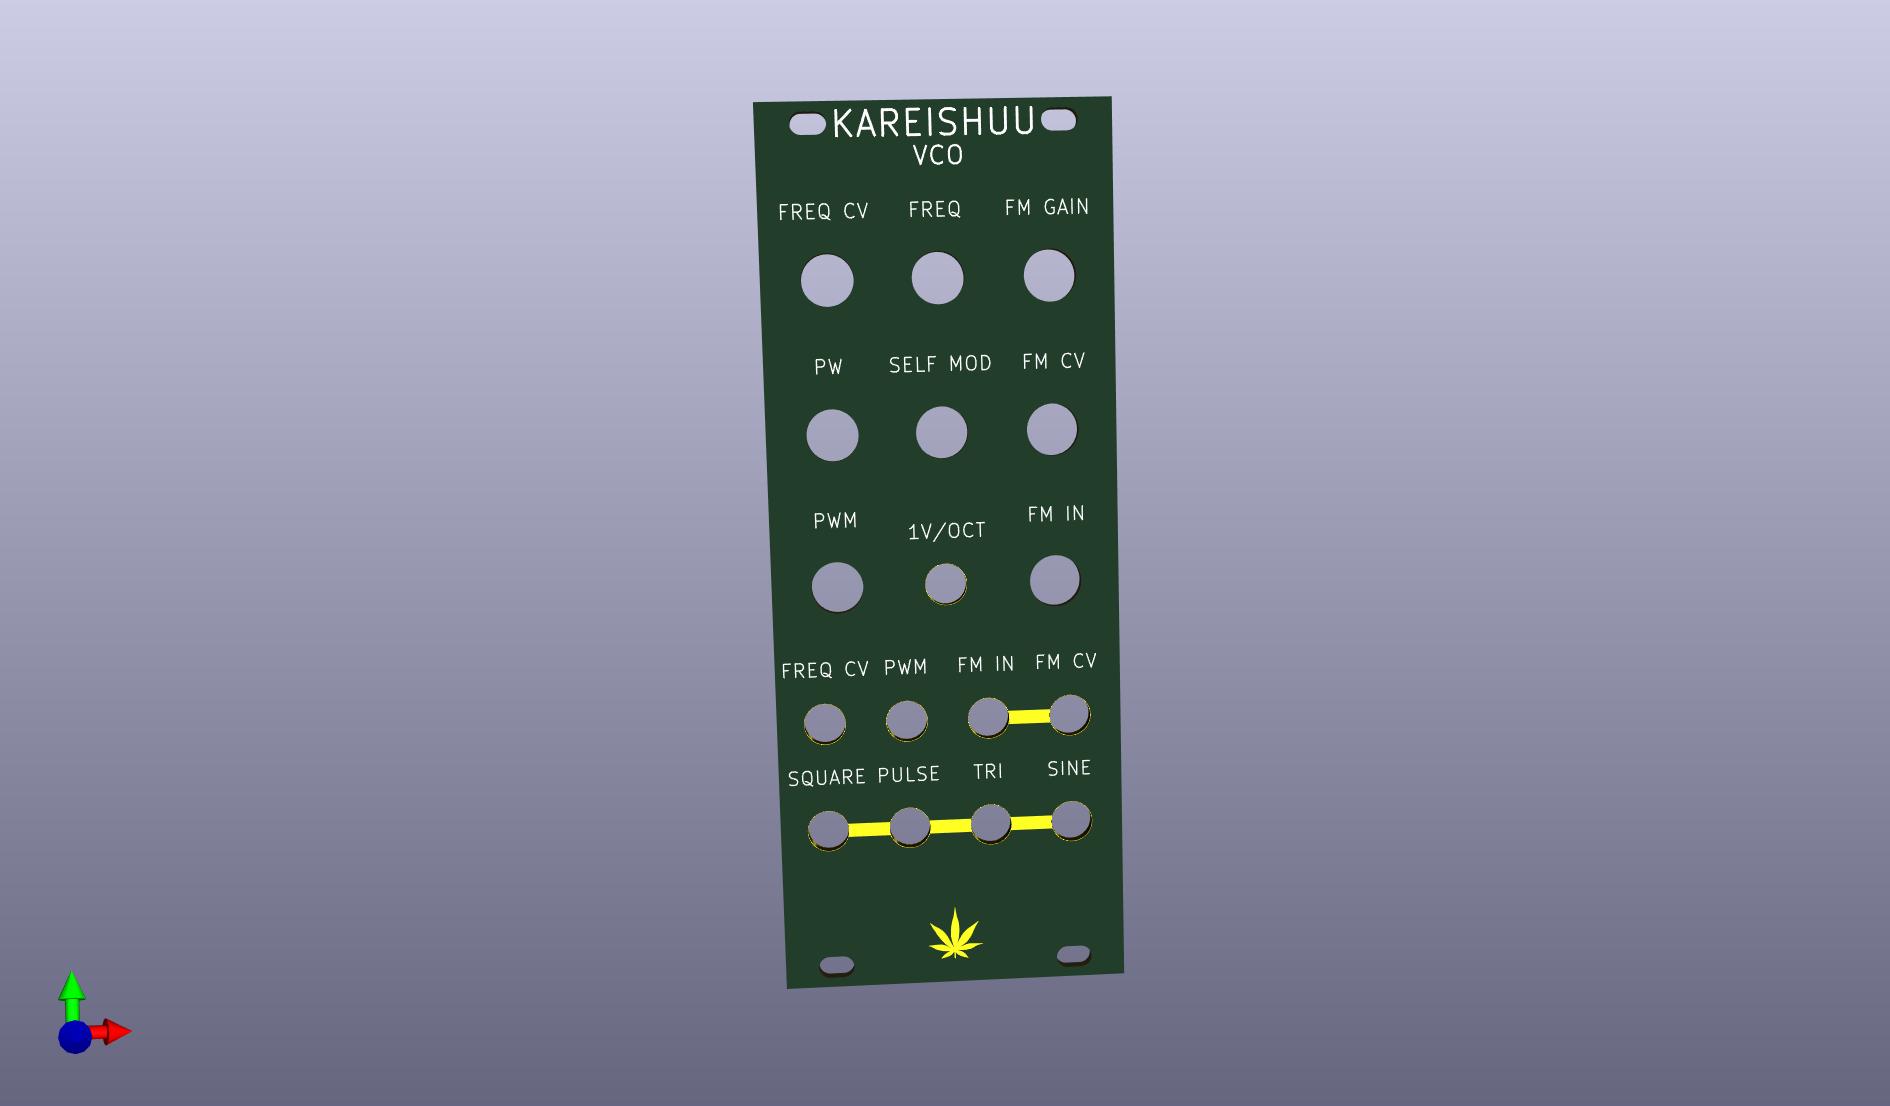 KAREISHUU
VCO
FREQ CV FREQ FM GAIN
PW SELF MOD FM CV
PWM 1V/OCT FM IN
FREQ CV PWM FM IN FM CV
SQUARE PULSE TRI SINE